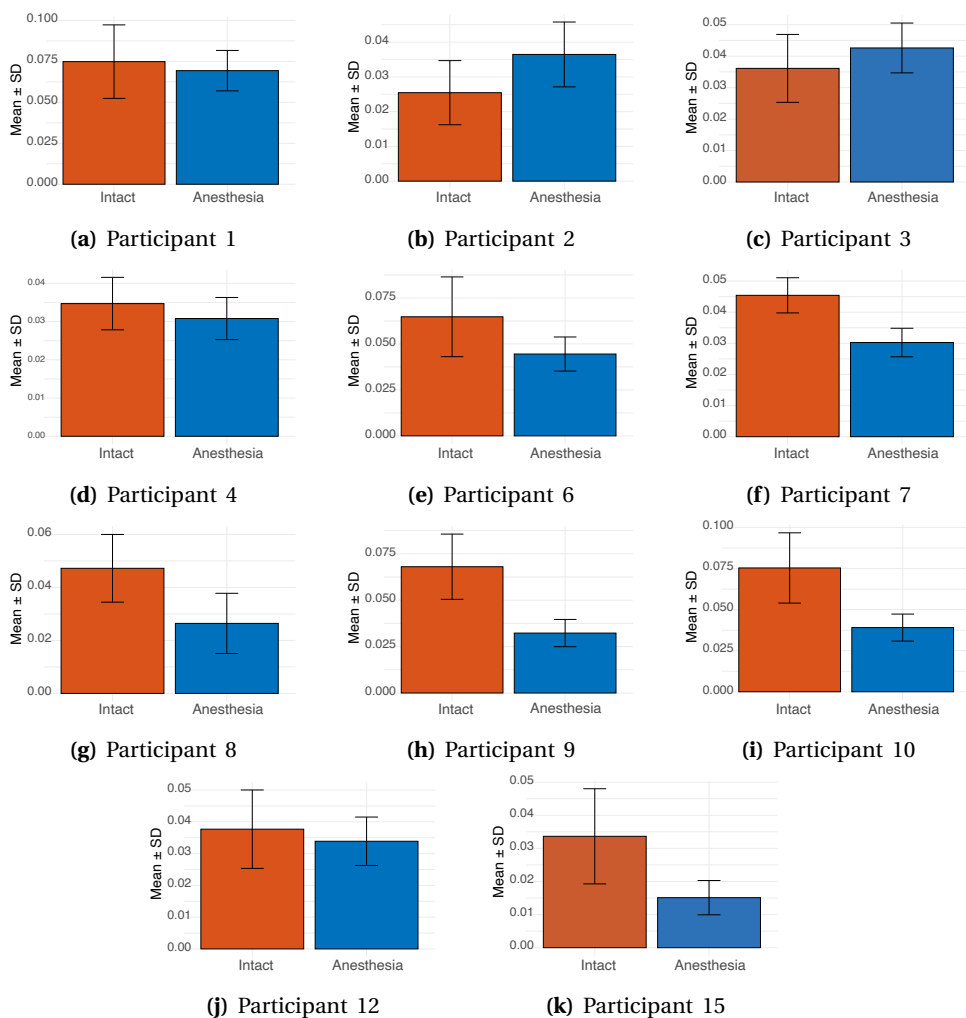 0.100
0.075
0.050
0.025
0.000
Mean ± SD
Intact Anesthesia
(a) Participant 1
0.04
0.03
0.02
0.01
0.00
Mean ± SD
Intact Anesthesia
(b) Participant 2
0.05
0.04
0.03
0.02
0.01
0.00
Mean ± SD
Intact Anesthesia
(c) Participant 3
0.04
0.03
0.00
Mean ± SD
Intact Anesthesia
(d) Participant 4
0.075
0.050
0.025
0.000
Mean ± SD
Intact Anesthesia
(e) Participant 6
0.05
0.04
0.03
0.02
0.01
0.00
Mean ± SD
Intact Anesthesia
(f) Participant 7
0.06
0.04
0.02
0.00
Mean ± SD
Intact Anesthesia
(g) Participant 8
0.075
0.050
0.025
0.000
Mean ± SD
Intact Anesthesia
(h) Participant 9
0.100
0.075
0.050
0.025
0.000
Mean ± SD
Intact Anesthesia
(i) Participant 10
0.05
0.04
0.03
0.02
0.01
0.00
Mean ± SD
Intact Anesthesia
(j) Participant 12
0.05
0.04
0.03
0.02
0.01
0.00
Mean ± SD
Intact Anesthesia
(k) Participant 15